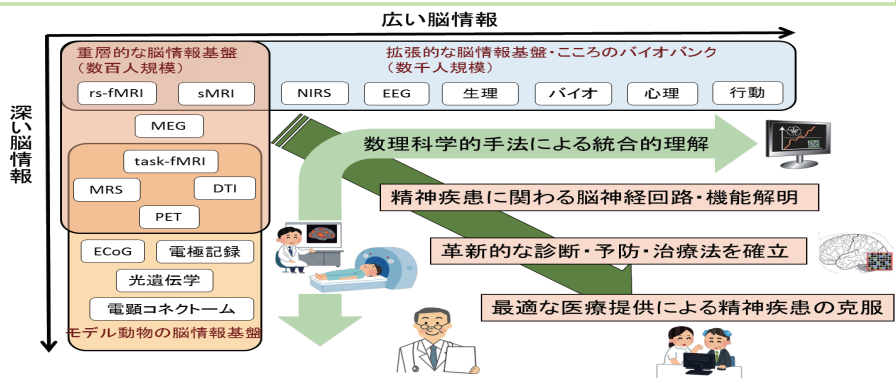 広い脳情報
深い脳情報
重層的な脳情報基盤
（数百人規模）
拡張的な脳情報基盤・こころのバイオバンク
（数千人規模）
rs-fMRI
sMRI
NIRS
EEG
生理
バイオ
心理
行動
MEG
task-fMRI
MRS
DTI
PET
ECoG
電極記録
光遺伝学
電顕コネクトーム
モデル動物の脳情報基盤
数理科学的手法による統合的理解
精神疾患に関わる脳神経回路・機能解明
革新的な診断・予防・治療法を確立
最適な医療提供による精神疾患の克服